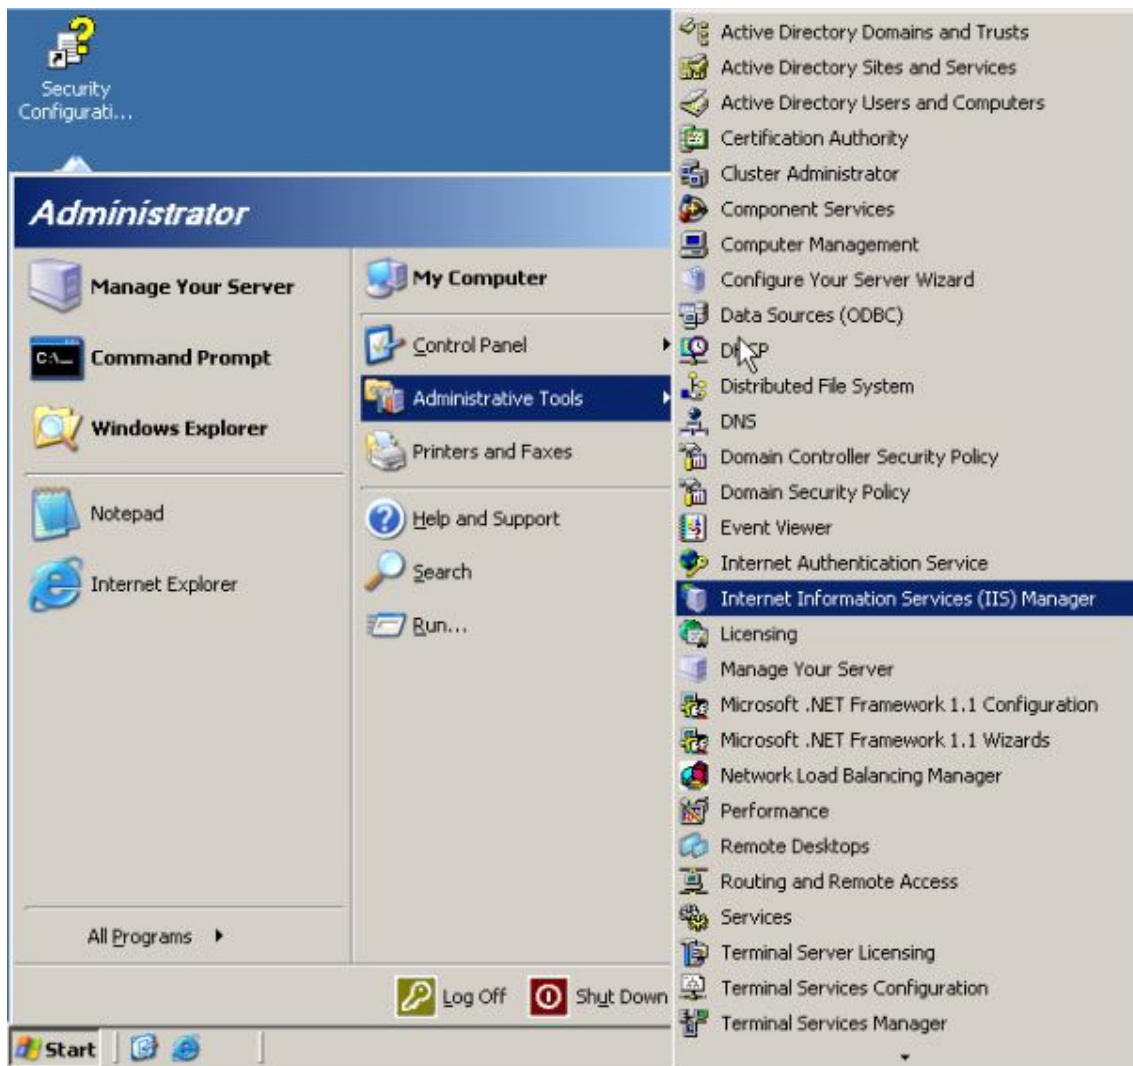 Security
Configurati...
Administrator
Manage Your Server
Command Prompt
Windows Explorer
Notepad
Internet Explorer
All Programs
My Computer
Control Panel
Administrative Tools
Printers and Faxes
Help and Support
Search
Run...
Log Off
Shut Down
Start
Active Directory Domains and Trusts
Active Directory Sites and Services
Active Directory Users and Computers
Certification Authority
Cluster Administrator
Component Services
Computer Management
Configure Your Server Wizard
Data Sources (ODBC)
DHCP
Distributed File System
DNS
Domain Controller Security Policy
Domain Security Policy
Event Viewer
Internet Authentication Service
Internet Information Services (IIS) Manager
Licensing
Manage Your Server
Microsoft .NET Framework 1.1 Configuration
Microsoft .NET Framework 1.1 Wizards
Network Load Balancing Manager
Performance
Remote Desktops
Routing and Remote Access
Services
Terminal Server Licensing
Terminal Services Configuration
Terminal Services Manager